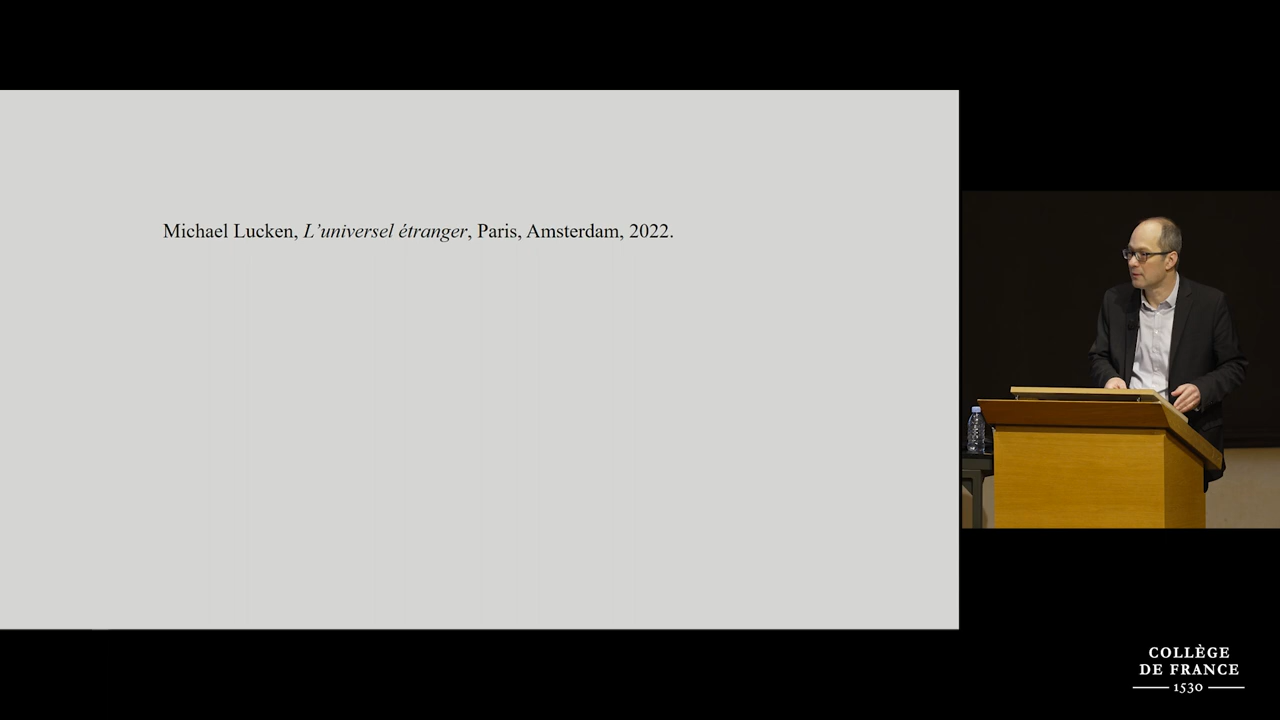 Michael Lucken, L’universel étranger, Paris, Amsterdam, 2022.
COLLÈGE
DE FRANCE
1530